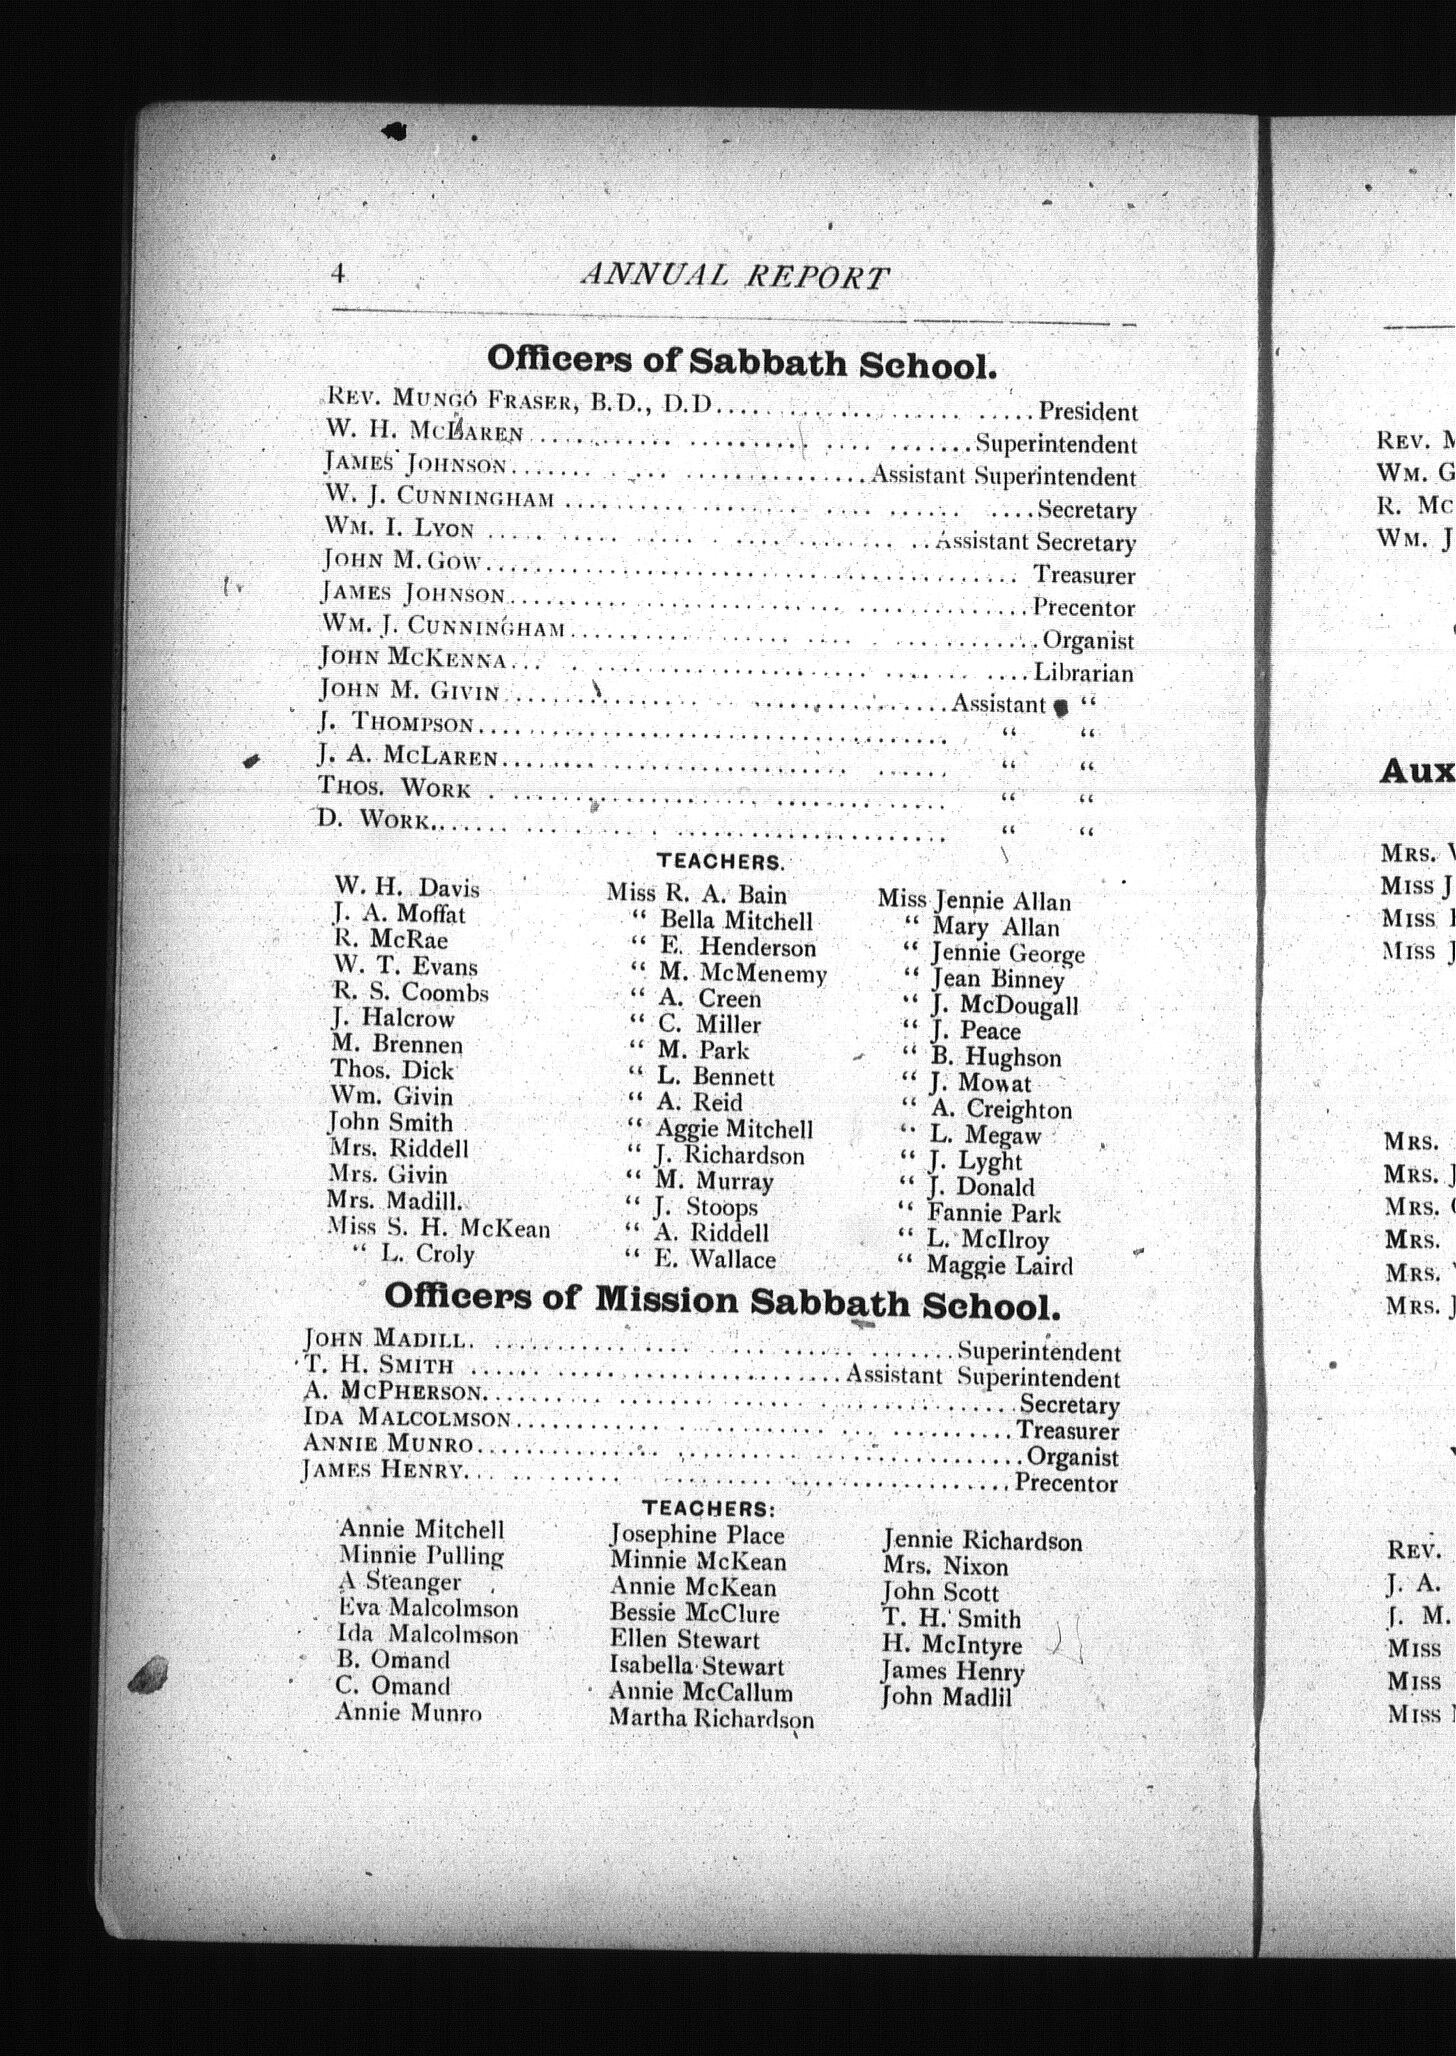 4 ANNUAL REPORT
Officers of Sabbath School.
REV. MUNGO FRASER, B.D., D.D. President
W. H. MCLAREN Superintendent
JAMES JOHNSON Assistant Superintendent
W. J. CUNNINGHAM Secretary
WM. I. LYON Assistant Secretary
JOHN M. GOW Treasurer
JAMES JOHNSON Precentor
WM. J. CUNNINGHAM Organist
JOHN MCKENNA Librarian
JOHN M. GIVIN Assistant “
J. THOMPSON “ “
J. A. MCLAREN “ “
THOS. WORK “ “
D. WORK “ “
TEACHERS.
W. H. Davis
J. A. Moffat
R. McRae
W. T. Evans
R. S. Coombs
J. Halcrow
M. Brennen
Thos. Dick
Wm. Givin
John Smith
Mrs. Riddell
Mrs. Givin
Mrs. Madill.
Miss S. H. McKean
“ L. Croly
Miss R. A. Bain
“ Bella Mitchell
“ E. Henderson
“ M. McMenemy
“ A. Creen
“ C. Miller
“ M. Park
“ L. Bennett
“ A. Reid
“ Aggie Mitchell
“ J. Richardson
“ M. Murray
“ J. Stoops
“ A. Riddell
“ E. Wallace
Miss Jennie Allan
“ Mary Allan
“ Jennie George
“ Jean Binney
“ J. McDougall
“ J. Peace
“ B. Hughson
“ J. Mowat
“ A. Creighton
“ L. Megaw
“ J. Lyght
“ J. Donald
“ Fannie Park
“ L. McIlroy
“ Maggie Laird
Officers of Mission Sabbath School.
JOHN MADILL Superintendent
T. H. SMITH Assistant Superintendent
A. MCPHERSON Secretary
IDA MALCOLMSON Treasurer
ANNIE MUNRO Organist
JAMES HENRY Precentor
TEACHERS:
Annie Mitchell
Minnie Pulling
A Steanger
Eva Malcolmson
Ida Malcolmson
B. Omand
C. Omand
Annie Munro
Josephine Place
Minnie McKean
Annie McKean
Bessie McClure
Ellen Stewart
Isabella Stewart
Annie McCallum
Martha Richardson
Jennie Richardson
Mrs. Nixon
John Scott
T. H. Smith
H. McIntyre
James Henry
John Madlil
REV.
WM.
R.
WM. J
MRS.
MISS J
MISS
MISS
MRS.
MRS.
MRS.
MRS.
MRS.
MRS.
REV.
J. A.
J. M.
MISS
MISS
MISS